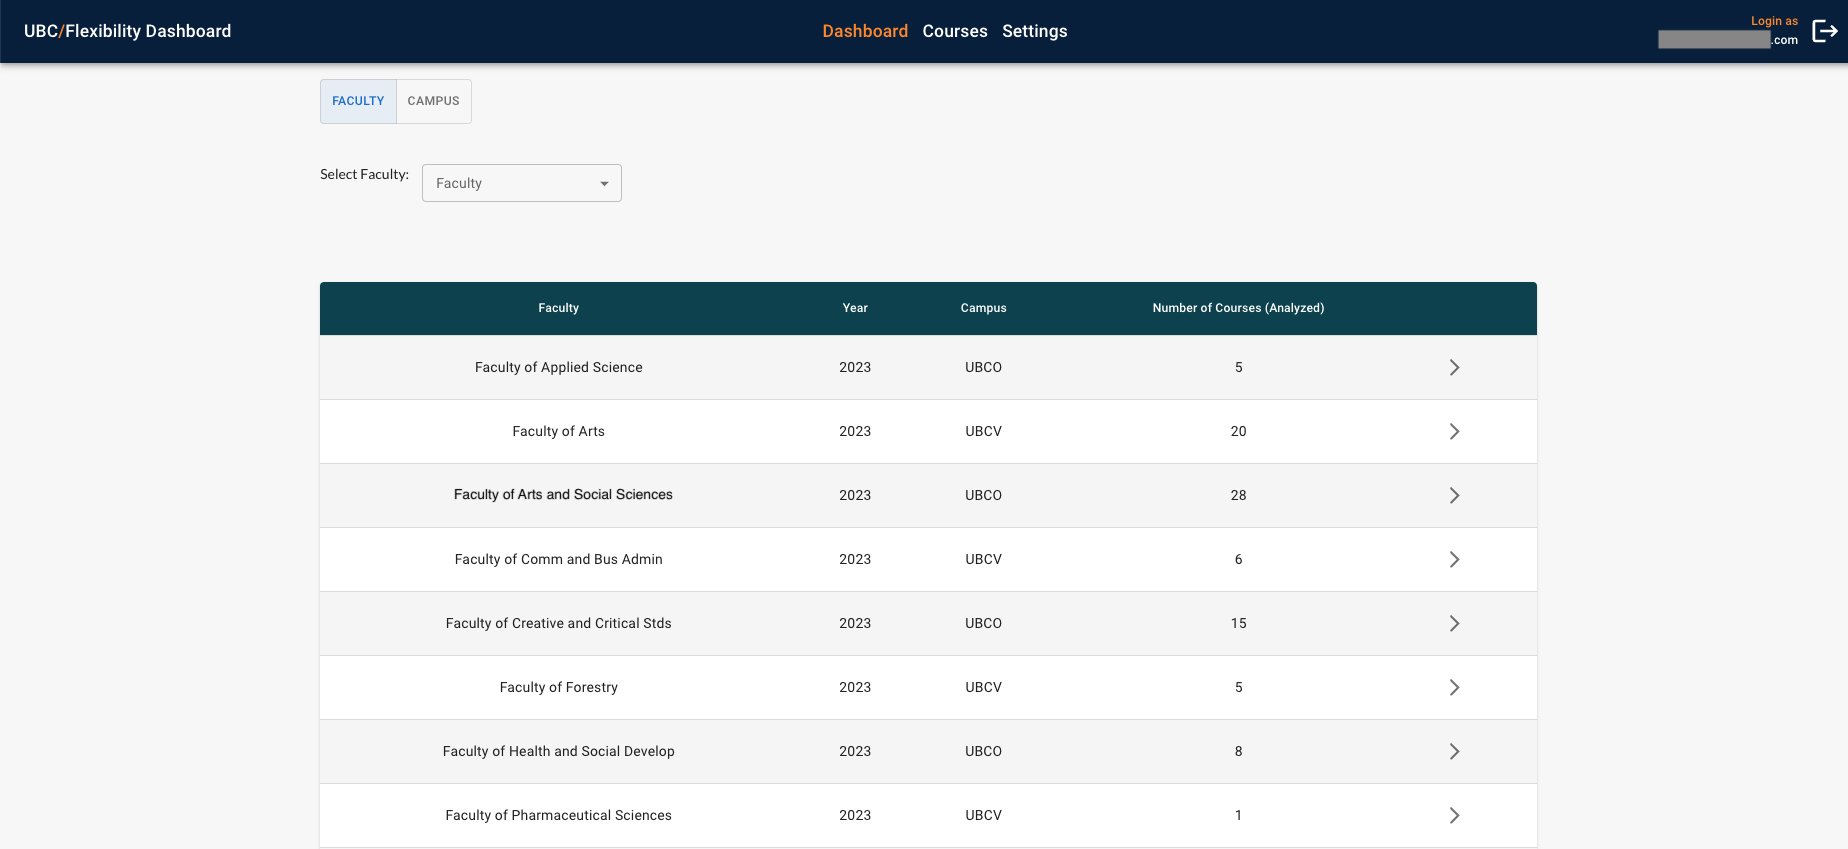 UBC/Flexibility Dashboard
Dashboard Courses Settings
Login as
.com
FACULTY CAMPUS
Select Faculty: Faculty
Faculty Year Campus Number of Courses (Analyzed)
Faculty of Applied Science 2023 UBCO 5
Faculty of Arts 2023 UBCV 20
Faculty of Arts and Social Sciences 2023 UBCO 28
Faculty of Comm and Bus Admin 2023 UBCV 6
Faculty of Creative and Critical Stds 2023 UBCO 15
Faculty of Forestry 2023 UBCV 5
Faculty of Health and Social Develop 2023 UBCO 8
Faculty of Pharmaceutical Sciences 2023 UBCV 1